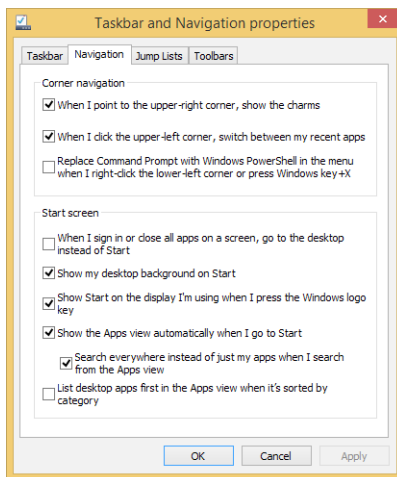 Taskbar and Navigation properties
Taskbar Navigation Jump Lists Toolbars
Corner navigation
When I point to the upper-right corner, show the charms
When I click the upper-left corner, switch between my recent apps
Replace Command Prompt with Windows PowerShell in the menu
when I right-click the lower-left corner or press Windows key+X
Start screen
When I sign in or close all apps on a screen, go to the desktop
instead of Start
Show my desktop background on Start
Show Start on the display I'm using when I press the Windows logo
key
Show the Apps view automatically when I go to Start
Search everywhere instead of just my apps when I search
from the Apps view
List desktop apps first in the Apps view when it's sorted by
category
OK Cancel Apply